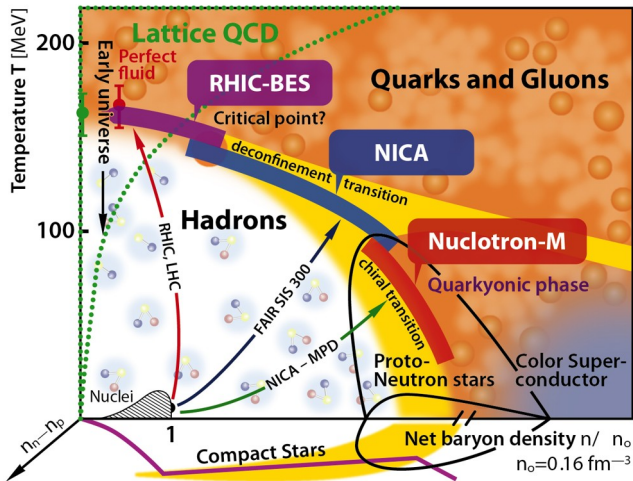 Temperature T [MeV]
200
100
Lattice QCD
Early universe
Perfect
fluid
RHIC-BES
Critical point?
Quarks and Gluons
NICA
deconfinement transition
Hadrons
Nuclotron-M
Quarkyonic phase
chiral transition
RHIC, LHC
FAIR SIS 300
NICA – MPD
Nuclei
Proto-
Neutron stars
Color Super-
conductor
1
nn–np
Compact Stars
Net baryon density n/ no
no=0.16 fm—3